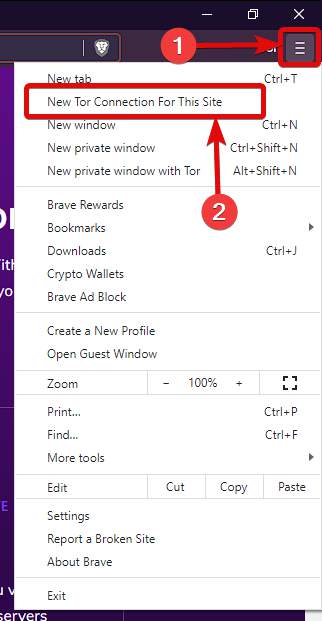 1
New tab Ctrl+T
New Tor Connection For This Site
New window Ctrl+N
New private window Ctrl+Shift+N
New private window with Tor Alt+Shift+N
2
Brave Rewards
Bookmarks
Downloads Ctrl+J
Crypto Wallets
Brave Ad Block
Create a New Profile
Open Guest Window
Zoom − 100% +
Print... Ctrl+P
Find... Ctrl+F
More tools
Edit Cut Copy Paste
Settings
Report a Broken Site
About Brave
Exit
servers